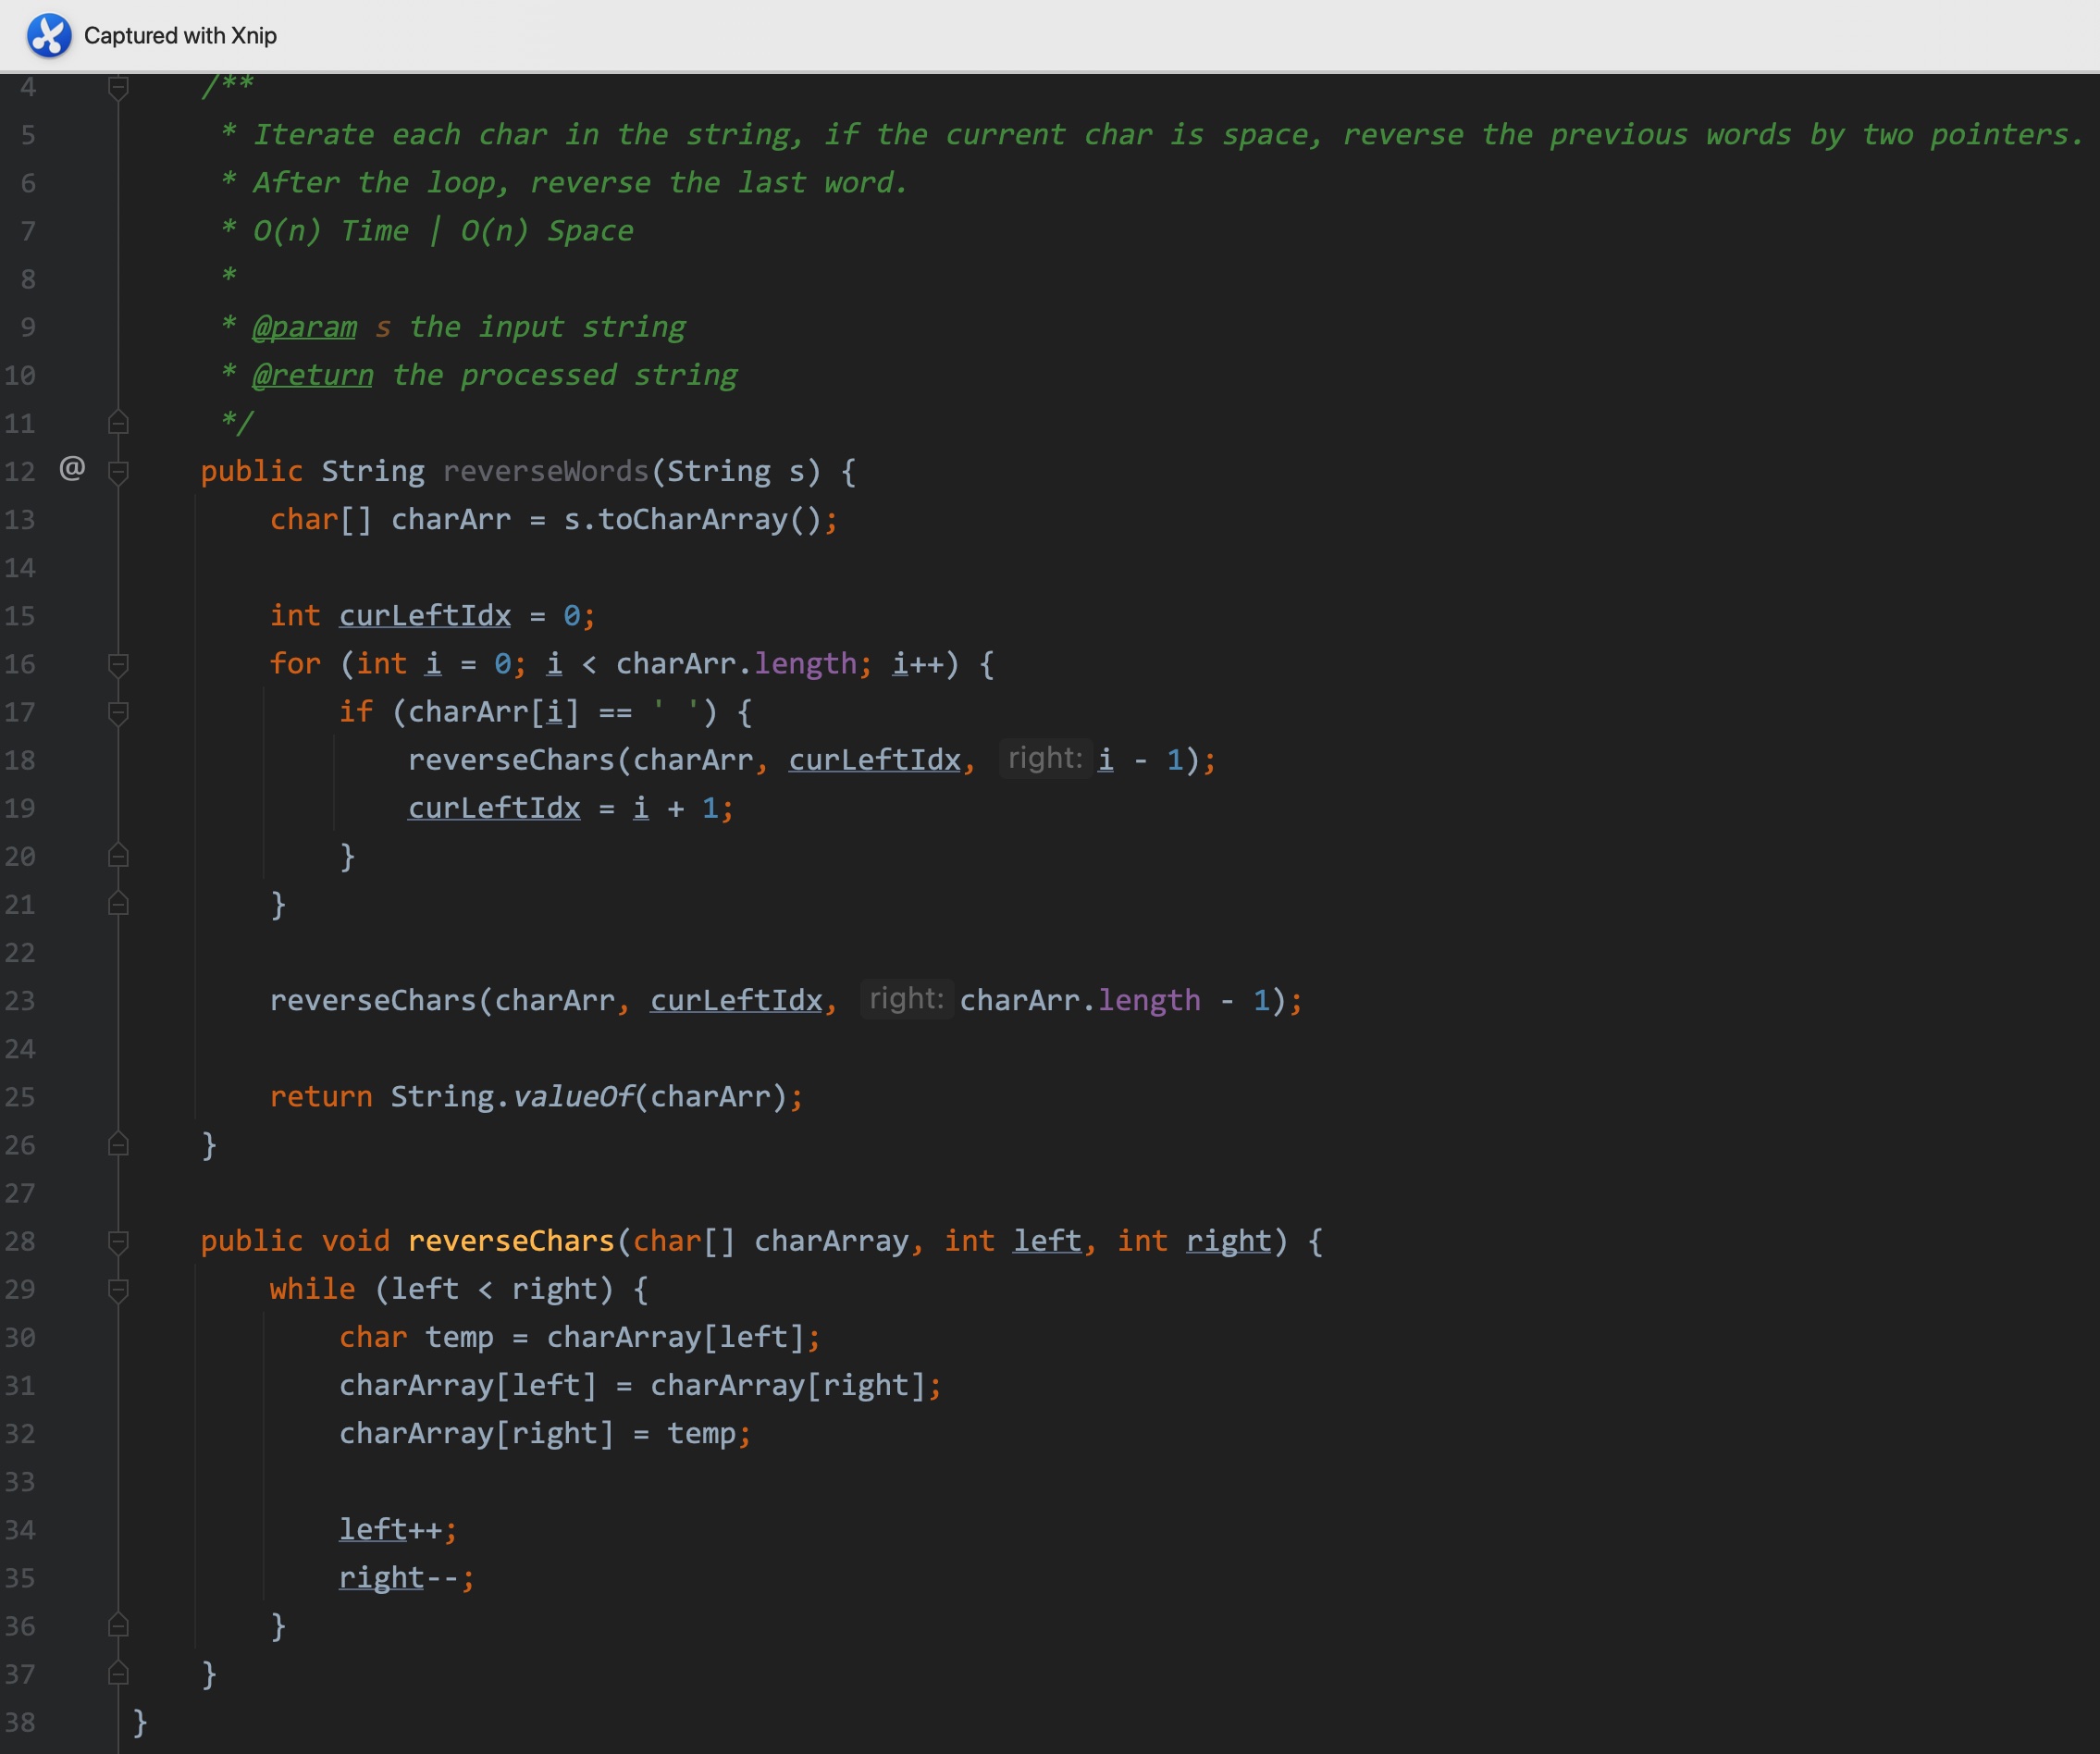 Captured with Xnip
4 /**
5 * Iterate each char in the string, if the current char is space, reverse the previous words by two pointers.
6 * After the loop, reverse the last word.
7 * O(n) Time | O(n) Space
8 *
9 * @param s the input string
10 * @return the processed string
11 */
12 @ public String reverseWords(String s) {
13 char[] charArr = s.toCharArray();
14
15 int curLeftIdx = 0;
16 for (int i = 0; i < charArr.length; i++) {
17 if (charArr[i] == ' ') {
18 reverseChars(charArr, curLeftIdx, right: i - 1);
19 curLeftIdx = i + 1;
20 }
21 }
22
23 reverseChars(charArr, curLeftIdx, right: charArr.length - 1);
24
25 return String.valueOf(charArr);
26 }
27
28 public void reverseChars(char[] charArray, int left, int right) {
29 while (left < right) {
30 char temp = charArray[left];
31 charArray[left] = charArray[right];
32 charArray[right] = temp;
33
34 left++;
35 right--;
36 }
37 }
38 }